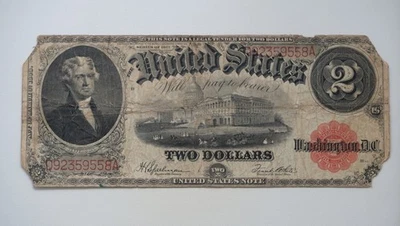 THIS NOTE IS A LEGAL TENDER FOR TWO DOLLARS
D92359558A
United States
2
Will pay to bearer
Washington, D.C.
D92359558A
TWO DOLLARS
TWO
UNITED STATES NOTE